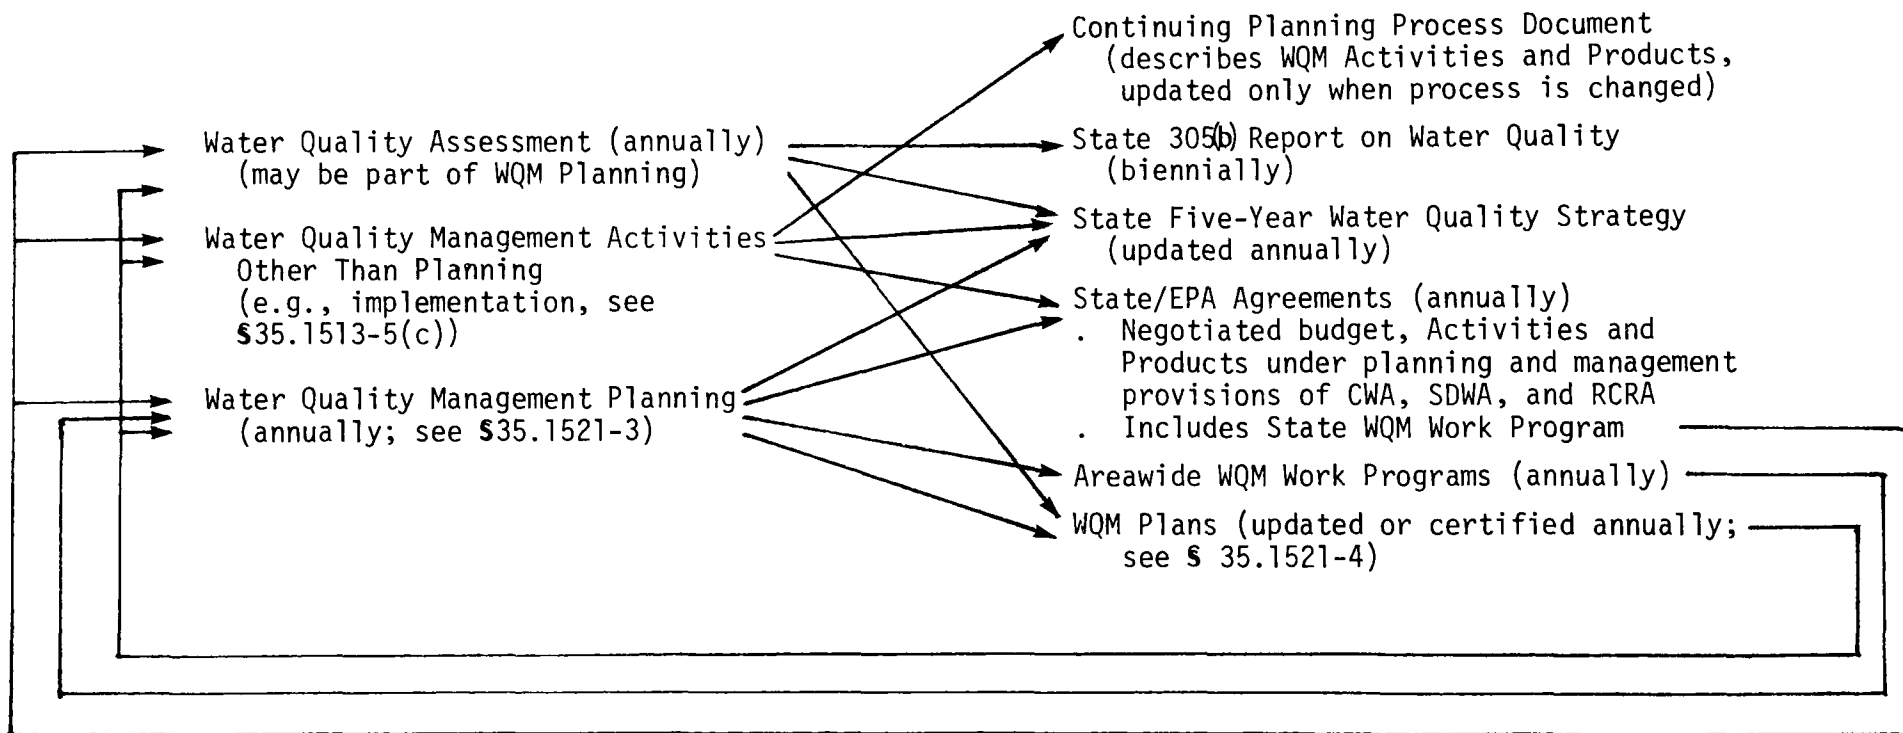 Continuing Planning Process Document
(describes WQM Activities and Products,
updated only when process is changed)
Water Quality Assessment (annually)
(may be part of WQM Planning)
State 305(b) Report on Water Quality
(biennially)
Water Quality Management Activities
Other Than Planning
(e.g., implementation, see
§35.1513-5(c))
State Five-Year Water Quality Strategy
(updated annually)
State/EPA Agreements (annually)
. Negotiated budget, Activities and
Products under planning and management
provisions of CWA, SDWA, and RCRA
. Includes State WQM Work Program
Water Quality Management Planning
(annually; see §35.1521-3)
Areawide WQM Work Programs (annually)
WQM Plans (updated or certified annually;
see § 35.1521-4)